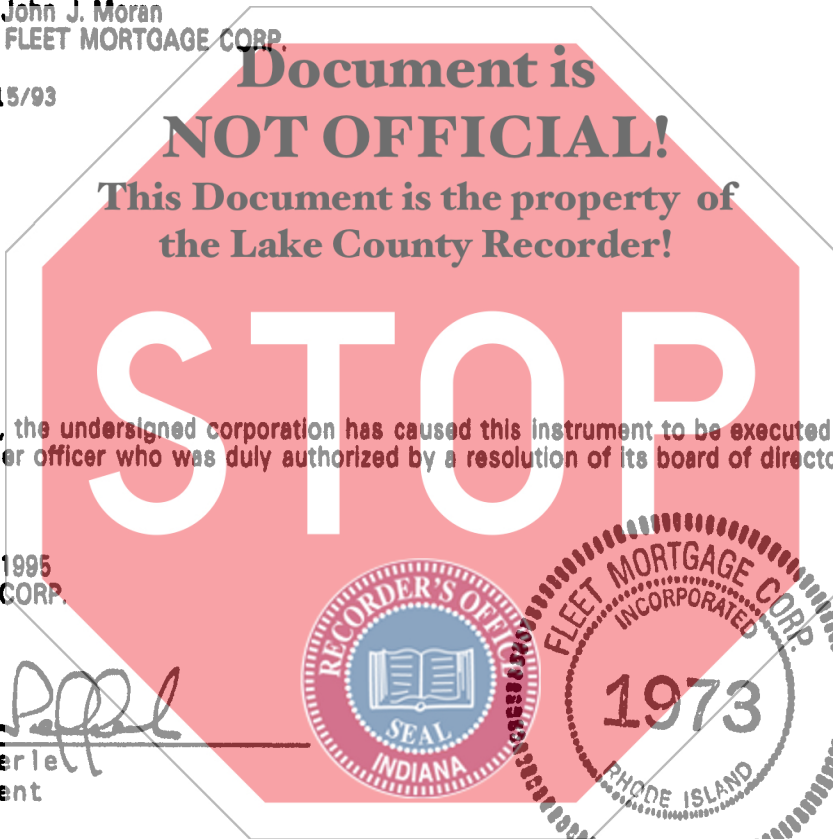 John J. Moran
FLEET MORTGAGE CORP.
Document is
15/93
NOT OFFICIAL!
This Document is the property of
the Lake County Recorder!
STOP
, the undersigned corporation has caused this instrument to be executed
er officer who was duly authorized by a resolution of its board of directo
1995
CORP.
FLEET MORTGAGE CORP.
INCORPORATED
1973
RHODE ISLAND
RECORDER'S OFFICE
SEAL
INDIANA
erle
ent